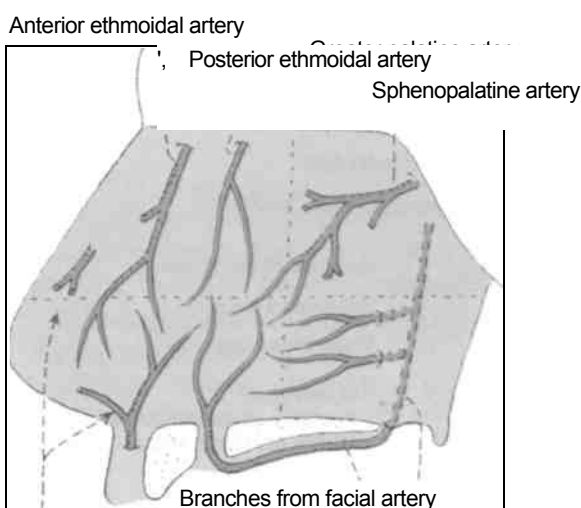 Anterior ethmoidal artery
', Posterior ethmoidal artery
Sphenopalatine artery
Branches from facial artery